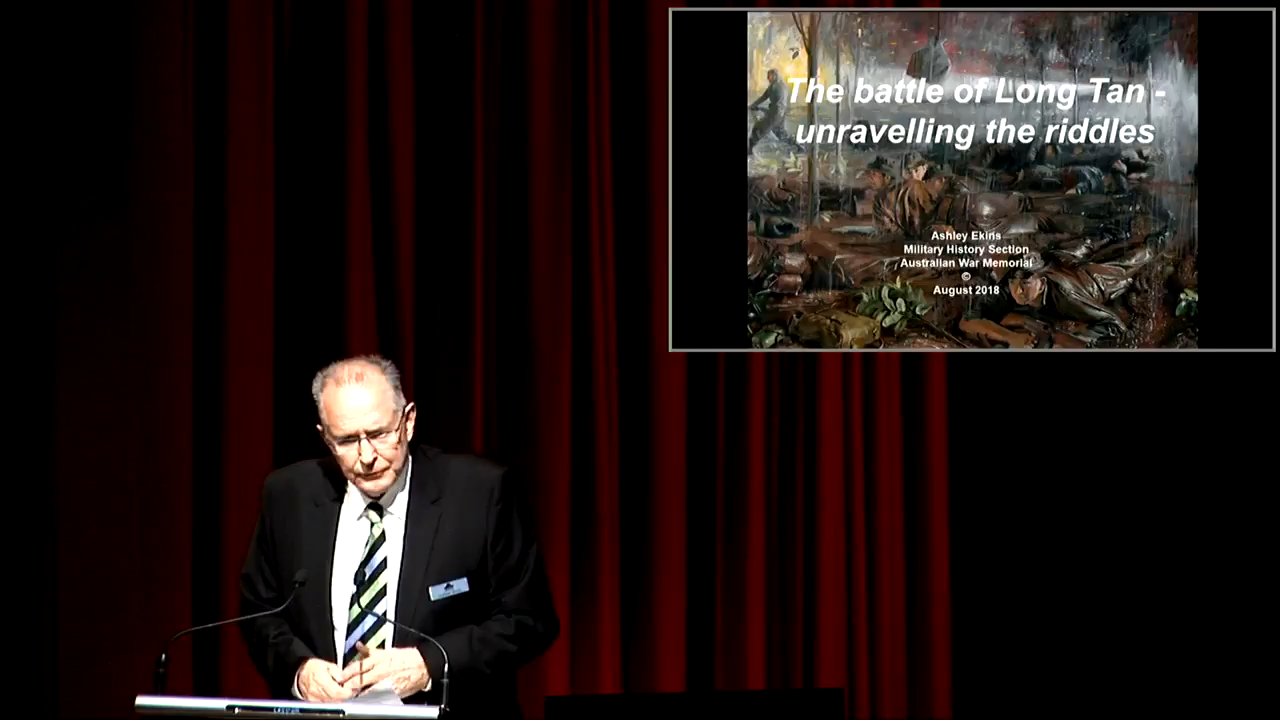 The battle of Long Tan -
unravelling the riddles
Ashley Ekins
Military History Section
Australian War Memorial
©
August 2018